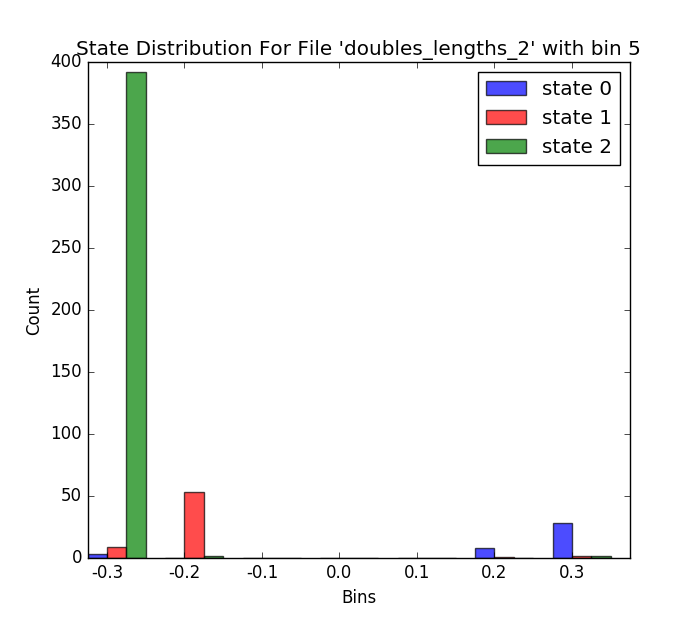 State Distribution For File 'doubles_lengths_2' with bin 5
400
350
300
250
200
150
100
50
0
Count
state 0
state 1
state 2
-0.3 -0.2 -0.1 0.0 0.1 0.2 0.3
Bins